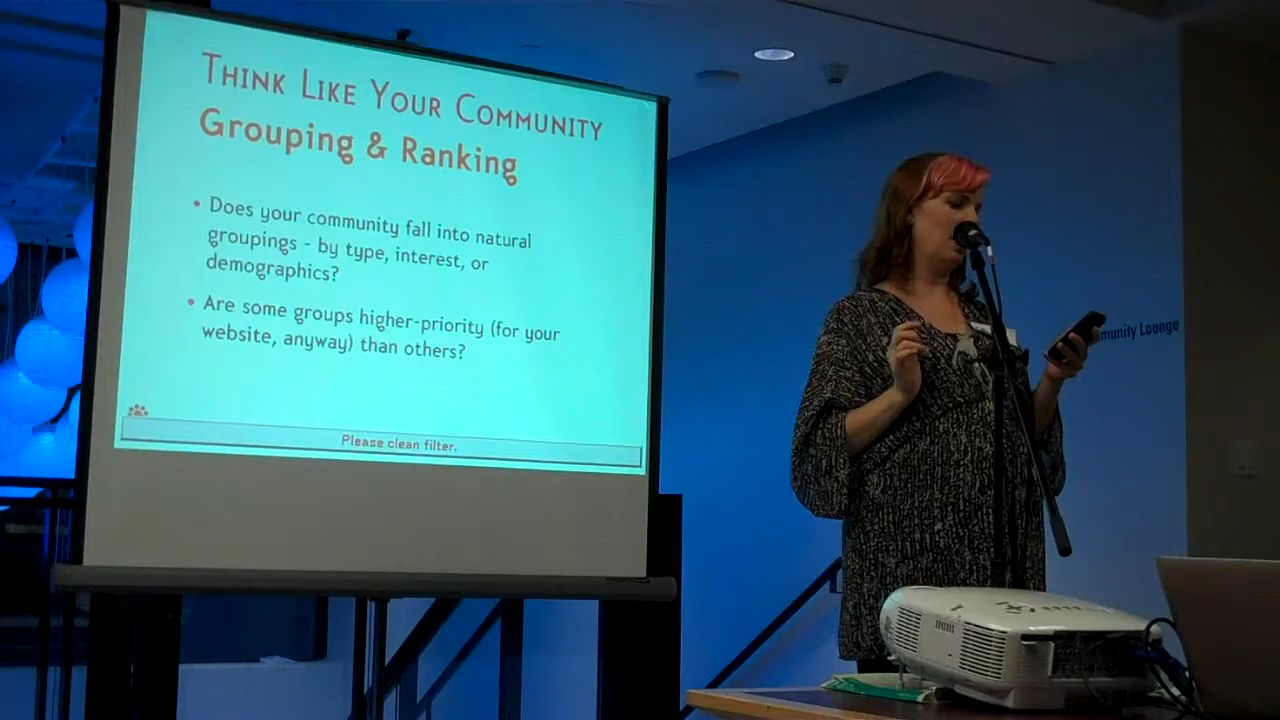 Think Like Your Community
Grouping & Ranking
• Does your community fall into natural
groupings - by type, interest, or
demographics?
• Are some groups higher-priority (for your
website, anyway) than others?
Please clean filter.
munity Lounge